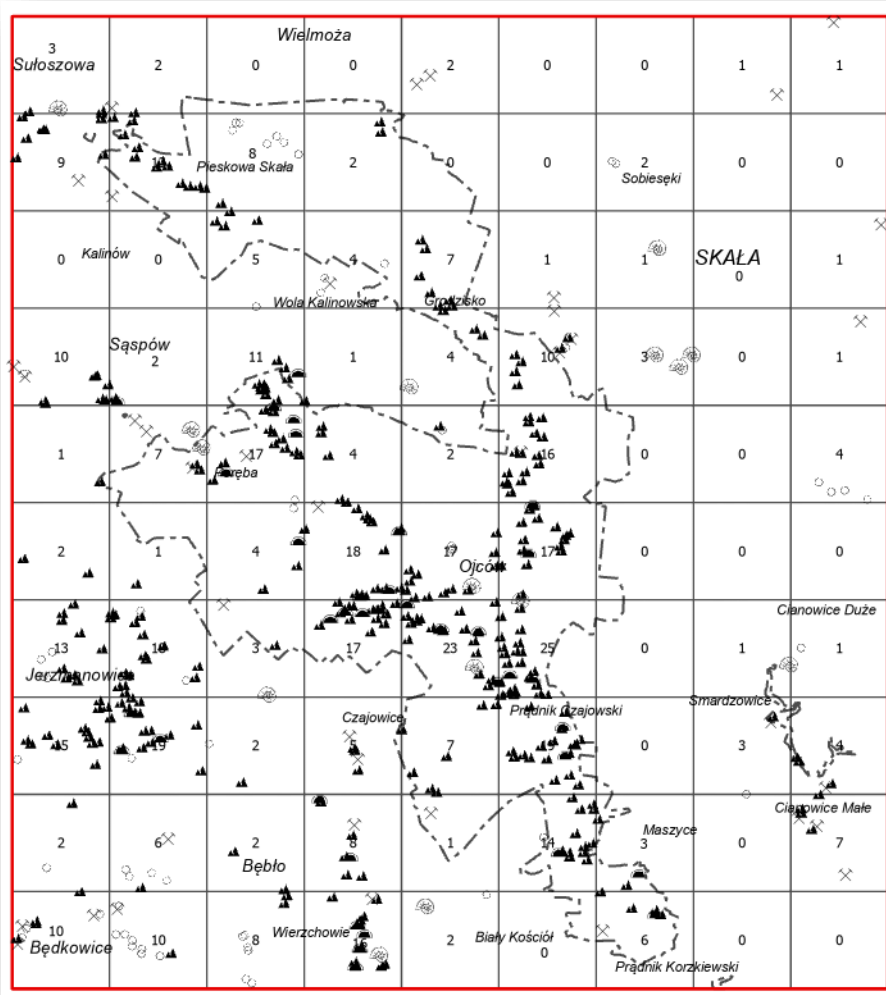 Wielmoża
3
Sułoszowa 2 0 0 2 0 0 1 1
9 8 2 0 0 2 0 0
Pieskowa Skała
Sobiesęki
Kalinów
0 0 5 4 7 1 1 SKAŁA 1
0
Wola Kalinowska Grodzisko
Sąspów
10 2 11 1 4 10 3 0 1
1 7 17 4 2 16 0 0 4
Poręba
2 1 4 18 17 17 0 0 0
Ojców
Cianowice Duże
13 18 3 17 23 25 0 1 1
Jerzmanowice
Smardzowice
Czajowice Prądnik Czajowski
15 19 2 5 7 19 0 3 4
Cianowice Małe
Maszyce
2 6 2 8 1 14 3 0 7
Bębło
10 Wierzchowie Biały Kościół
Będkowice 10 8 2 0 6 0 0
Prądnik Korzkiewski